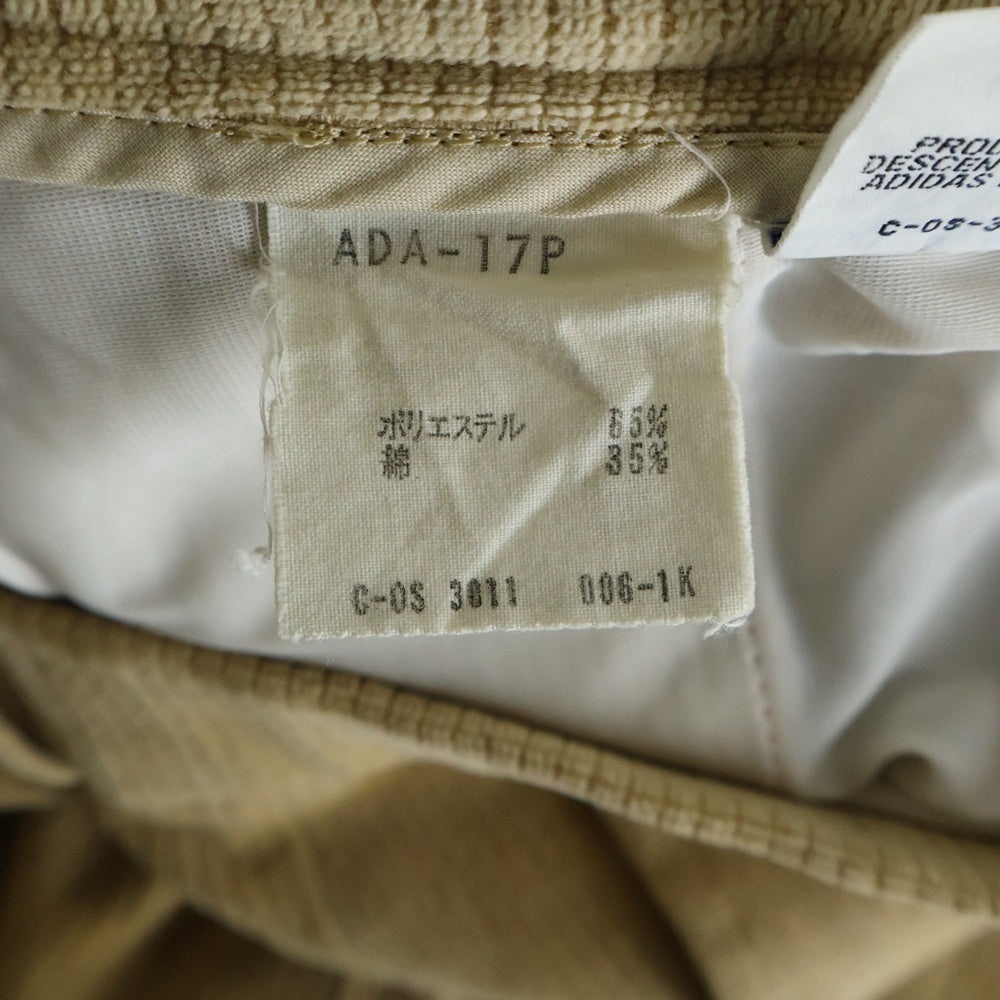 ADA-17P
ポリエステル 65%
綿 35%
C-OS 3611 006-1K
PROD
DESCEN
ADIDAS
C-OS-3